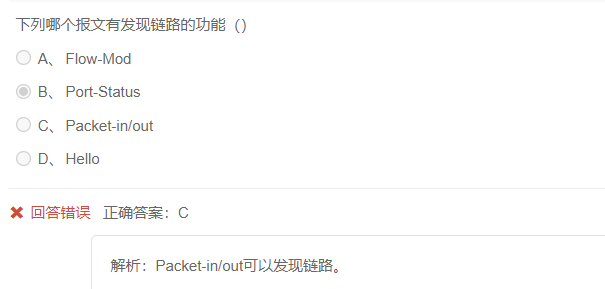 下列哪个报文有发现链路的功能（）
A、 Flow-Mod
B、 Port-Status
C、 Packet-in/out
D、 Hello
✖ 回答错误 正确答案：C
解析：Packet-in/out可以发现链路。